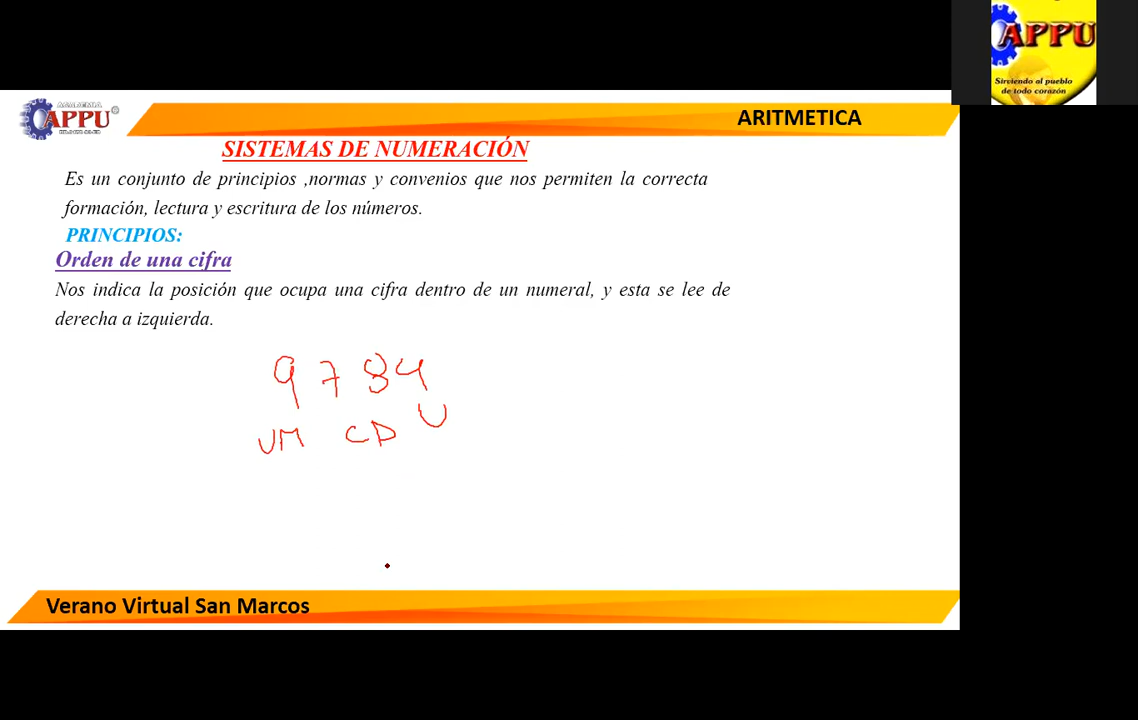 APPU
Sirviendo al pueblo
de todo corazón
ACADEMIA
APPU
ARITMETICA
SISTEMAS DE NUMERACIÓN
Es un conjunto de principios ,normas y convenios que nos permiten la correcta
formación, lectura y escritura de los números.
PRINCIPIOS:
Orden de una cifra
Nos indica la posición que ocupa una cifra dentro de un numeral, y esta se lee de
derecha a izquierda.
9 7 8 4
UM C D U
Verano Virtual San Marcos